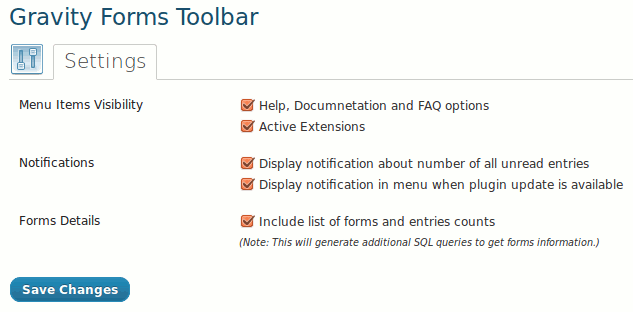 Gravity Forms Toolbar
Settings
Menu Items Visibility
Help, Documnetation and FAQ options
Active Extensions
Notifications
Display notification about number of all unread entries
Display notification in menu when plugin update is available
Forms Details
Include list of forms and entries counts
(Note: This will generate additional SQL queries to get forms information.)
Save Changes